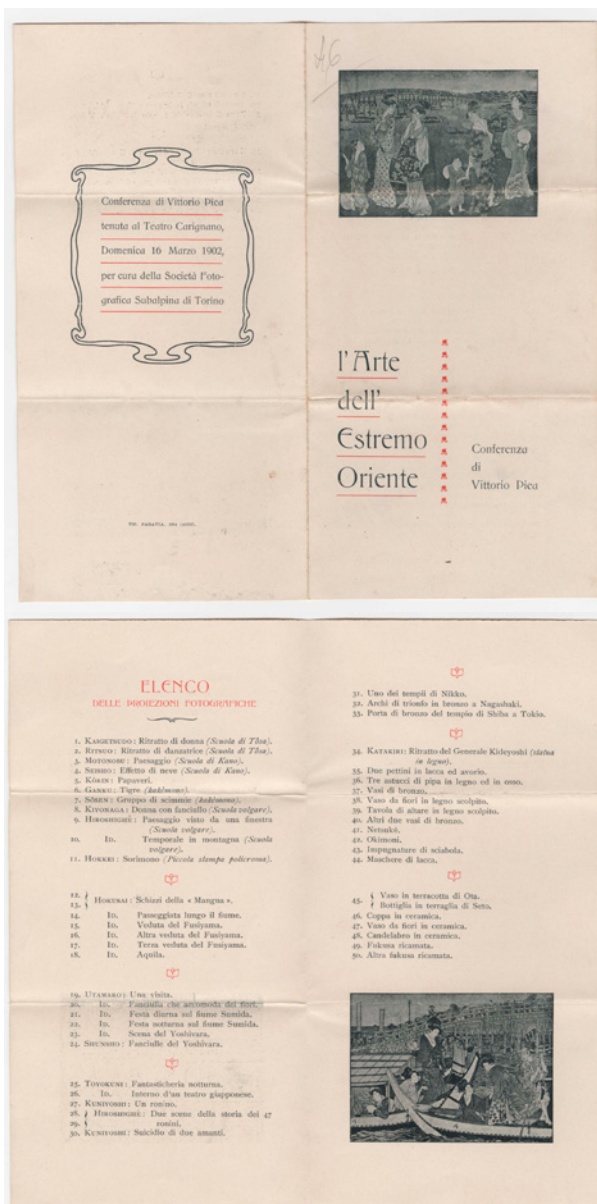 A6
Conferenza di Vittorio Pica
tenuta al Teatro Carignano,
Domenica 16 Marzo 1902,
per cura della Società Foto-
grafica Subalpina di Torino
l'Arte
dell'
Estremo
Oriente
Conferenza
di
Vittorio Pica
ELENCO
DELLE PROIEZIONI FOTOGRAFICHE
1. KAIGETSUDO: Ritratto di donna (Scuola di Tôsa).
2. RITSUO: Ritratto di danzatrice (Scuola di Tôsa).
3. MOTONOBU: Paesaggio (Scuola di Kano).
4. SEISHO: Effetto di neve (Scuola di Kano).
5. KÔRIN: Papaveri.
6. GANKU: Tigre (kakémono).
7. SÔSEN: Gruppo di scimmie (kakémono).
8. KIYONAGA: Donna con fanciullo (Scuola volgare).
9. HIROSHIGHÈ: Paesaggio visto da una finestra
(Scuola volgare).
10. ID. Temporale in montagna (Scuola
volgare).
11. HOKKEI: Sorimono (Piccola stampa policroma).
12.
13. HOKUSAI: Schizzi della « Mangua ».
14. ID. Passeggiata lungo il fiume.
15. ID. Veduta del Fusiyama.
16. ID. Altra veduta del Fusiyama.
17. ID. Terza veduta del Fusiyama.
18. ID. Aquila.
19. UTAMARO: Una visita.
20. ID. Fanciulla che accomoda dei fiori.
21. ID. Festa diurna sul fiume Sumida.
22. ID. Festa notturna sul fiume Sumida.
23. ID. Scena del Yoshivara.
24. SHUNSHO: Fanciulle del Yoshivara.
25. TOYOKUNI: Fantasticheria notturna.
26. ID. Interno d'un teatro giapponese.
27. KUNIYOSHI: Un ronino.
28. HIROSHIGHÈ: Due scene della storia dei 47
29. ronini.
30. KUNIYOSHI: Suicidio di due amanti.
31. Uno dei tempii di Nikko.
32. Archi di trionfo in bronzo a Nagashaki.
33. Porta di bronzo del tempio di Shiba a Tokio.
34. KATAKIRI: Ritratto del Generale Kideyoshi (statua
in legno).
35. Due pettini in lacca ed avorio.
36. Tre astucci di pipa in legno ed in osso.
37. Vasi di bronzo.
38. Vaso da fiori in legno scolpito.
39. Tavola di altare in legno scolpito.
40. Altri due vasi di bronzo.
41. Netsukè.
42. Okimoni.
43. Impugnature di sciabola.
44. Maschere di lacca.
45. Vaso in terracotta di Ota.
Bottiglia in terraglia di Seto.
46. Coppa in ceramica.
47. Vaso da fiori in ceramica.
48. Candelabro in ceramica.
49. Fukusa ricamata.
50. Altra fukusa ricamata.